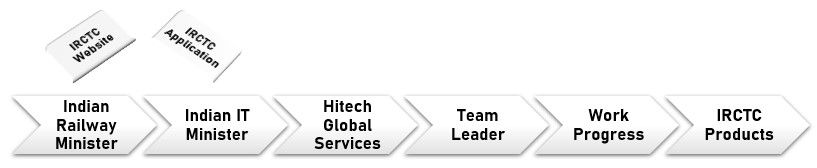 IRCTC
Website
IRCTC
Application
Indian
Railway
Minister
Indian IT
Minister
Hitech
Global
Services
Team
Leader
Work
Progress
IRCTC
Products